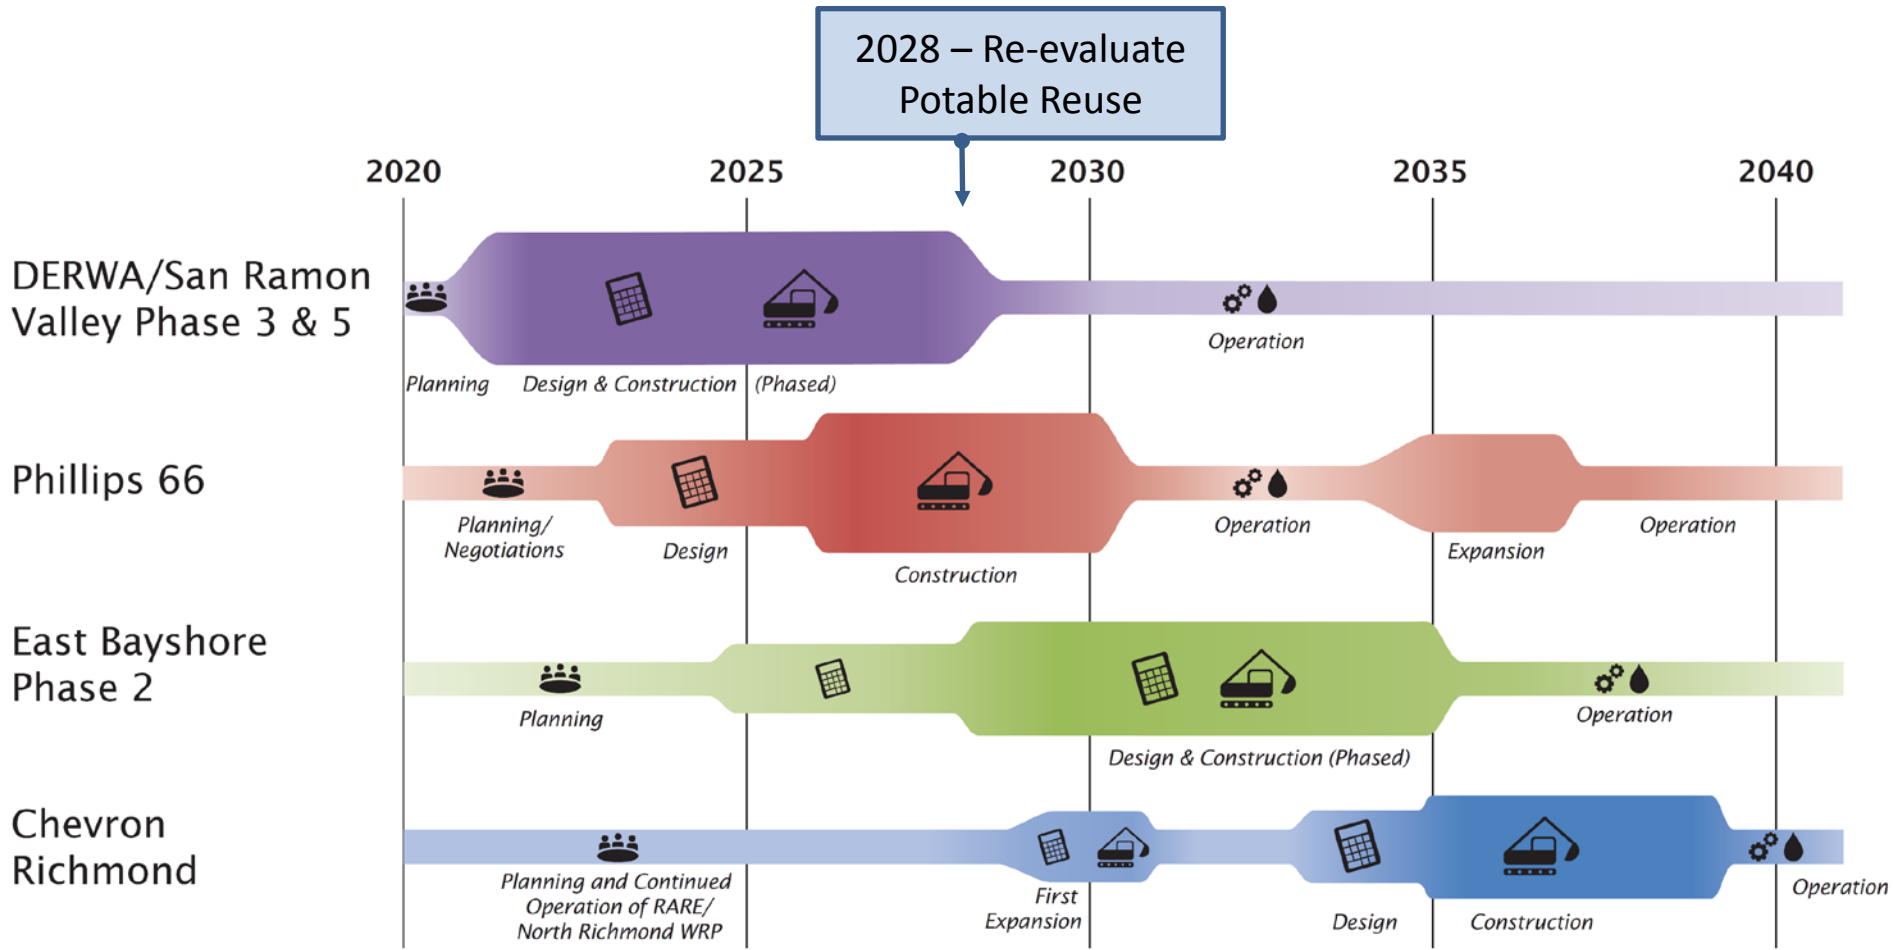 2028 – Re-evaluate
Potable Reuse
2020
2025
2030
2035
2040
DERWA/San Ramon
Valley Phase 3 & 5
Planning
Design & Construction
(Phased)
Operation
Phillips 66
Planning/
Negotiations
Design
Construction
Operation
Expansion
Operation
East Bayshore
Phase 2
Planning
Design & Construction (Phased)
Operation
Chevron
Richmond
Planning and Continued
Operation of RARE/
North Richmond WRP
First
Expansion
Design
Construction
Operation